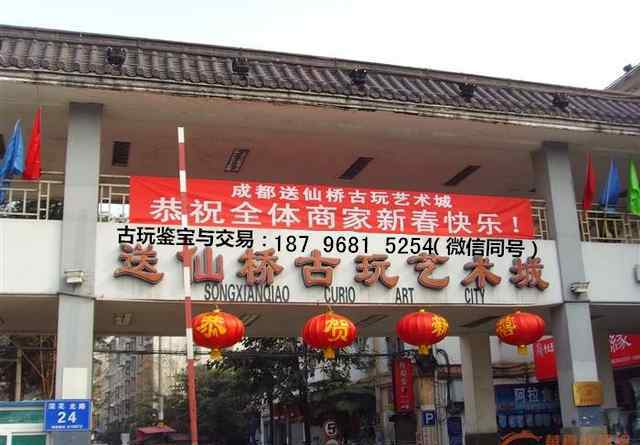 成都送仙桥古玩艺术城
恭祝全体商家新春快乐！
古玩鉴宝与交易：187 9681 5254(微信同号)
送仙桥古玩艺术城
SONGXIANQIAO CURIO ART CITY
恭 贺 新 禧
浣花北路
24
P
5